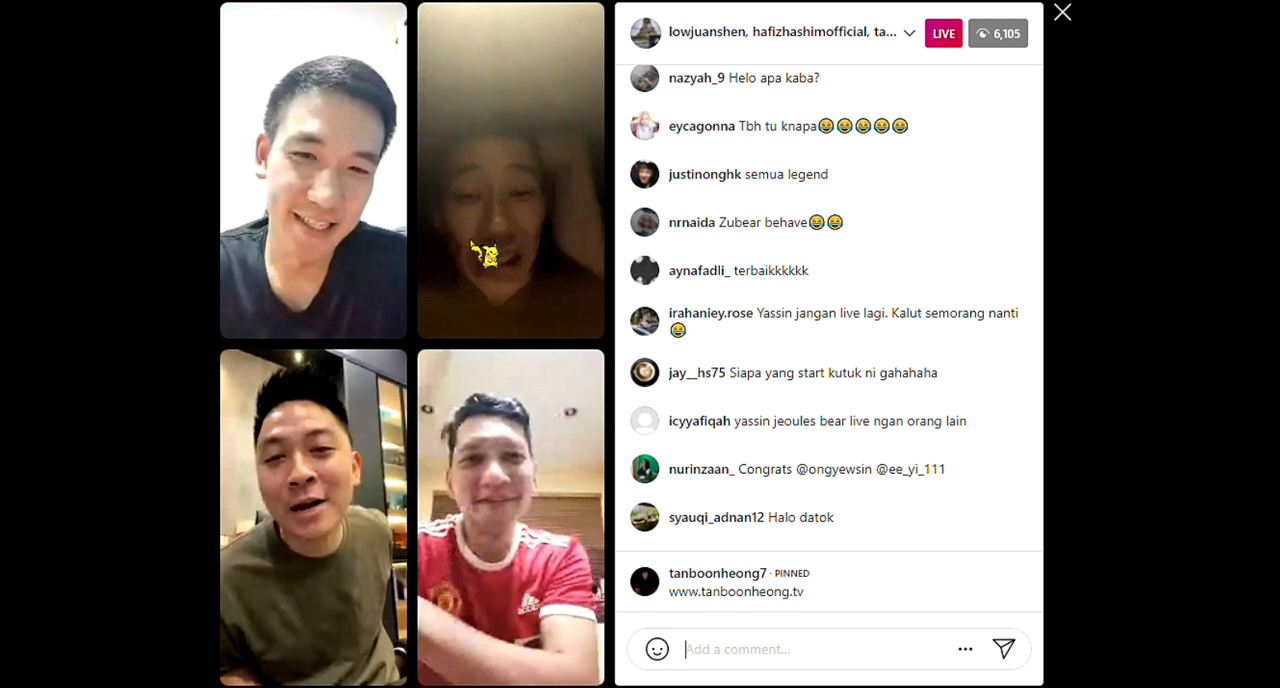 lowjuanshen, hafizhashimofficial, ta...
LIVE
6,105
nazyah_9 Helo apa kaba?
eycagonna Tbh tu knapa😂😂😂😂😂
justinonghk semua legend
nrnaida Zubear behave😂😂
aynafadli_ terbaikkkkkk
irahaniey.rose Yassin jangan live lagi. Kalut semorang nanti
😂
jay__hs75 Siapa yang start kutuk ni gahahaha
icyyafiqah yassin jeoules bear live ngan orang lain
nurinzaan_ Congrats @ongyewsin @ee_yi_111
syauqi_adnan12 Halo datok
tanboonheong7 · PINNED
www.tanboonheong.tv
Add a comment...